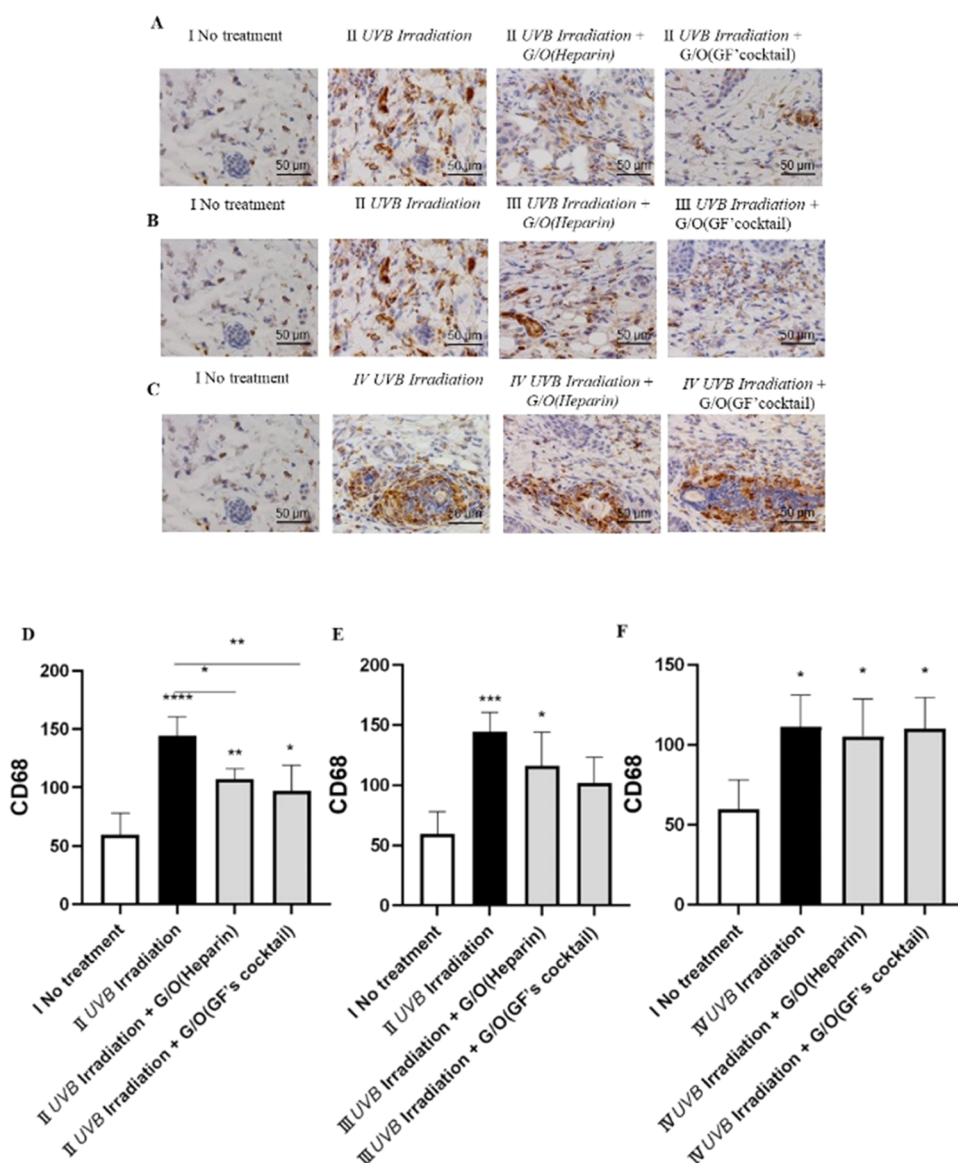 A
I No treatment
II UVB Irradiation
II UVB Irradiation +
G/O(Heparin)
II UVB Irradiation +
G/O(GF'cocktail)
50 μm
50 μm
50 μm
50 μm
B
I No treatment
II UVB Irradiation
III UVB Irradiation +
G/O(Heparin)
III UVB Irradiation +
G/O(GF'cocktail)
50 μm
50 μm
50 μm
50 μm
C
I No treatment
IV UVB Irradiation
IV UVB Irradiation +
G/O(Heparin)
IV UVB Irradiation +
G/O(GF'cocktail)
50 μm
50 μm
50 μm
50 μm
D
CD68
200
150
100
50
0
**
*
****
**
*
I No treatment
II UVB Irradiation
II UVB Irradiation + G/O(Heparin)
II UVB Irradiation + G/O(GF's cocktail)
E
CD68
200
150
100
50
0
***
*
I No treatment
II UVB Irradiation
III UVB Irradiation + G/O(Heparin)
III UVB Irradiation + G/O(GF's cocktail)
F
CD68
150
100
50
0
*
*
*
I No treatment
IV UVB Irradiation
IV UVB Irradiation + G/O(Heparin)
IV UVB Irradiation + G/O(GF's cocktail)